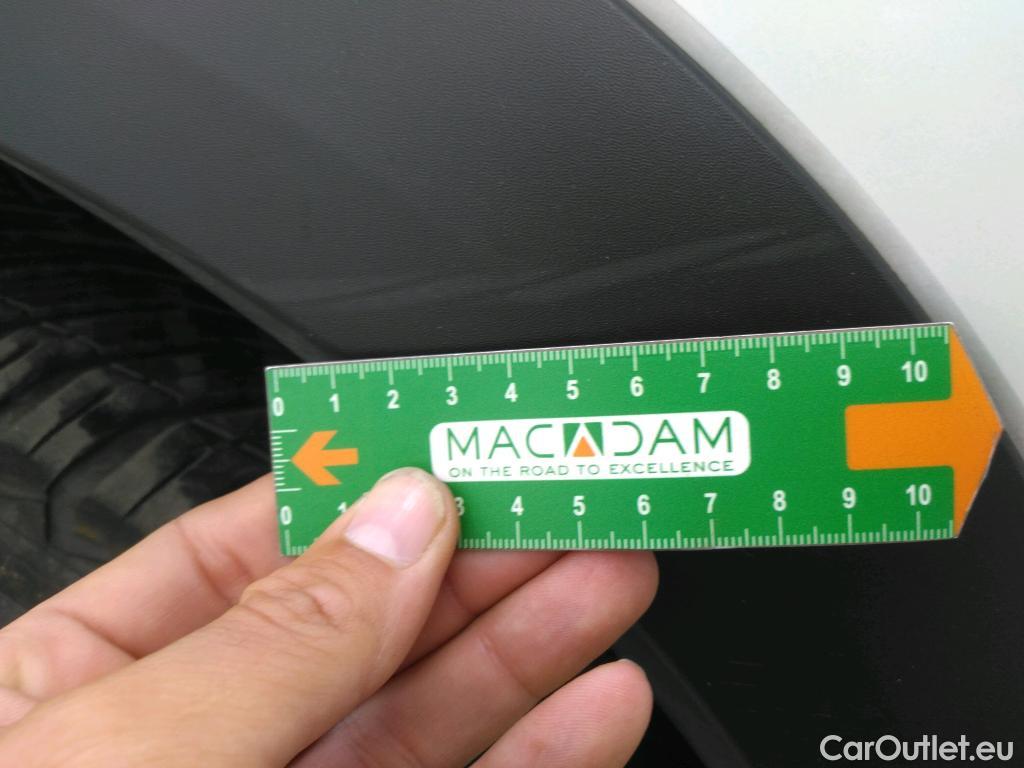 0 1 2 3 4 5 6 7 8 9 10
MACADAM
ON THE ROAD TO EXCELLENCE
0 1 3 4 5 6 7 8 9 10
CarOutlet.eu